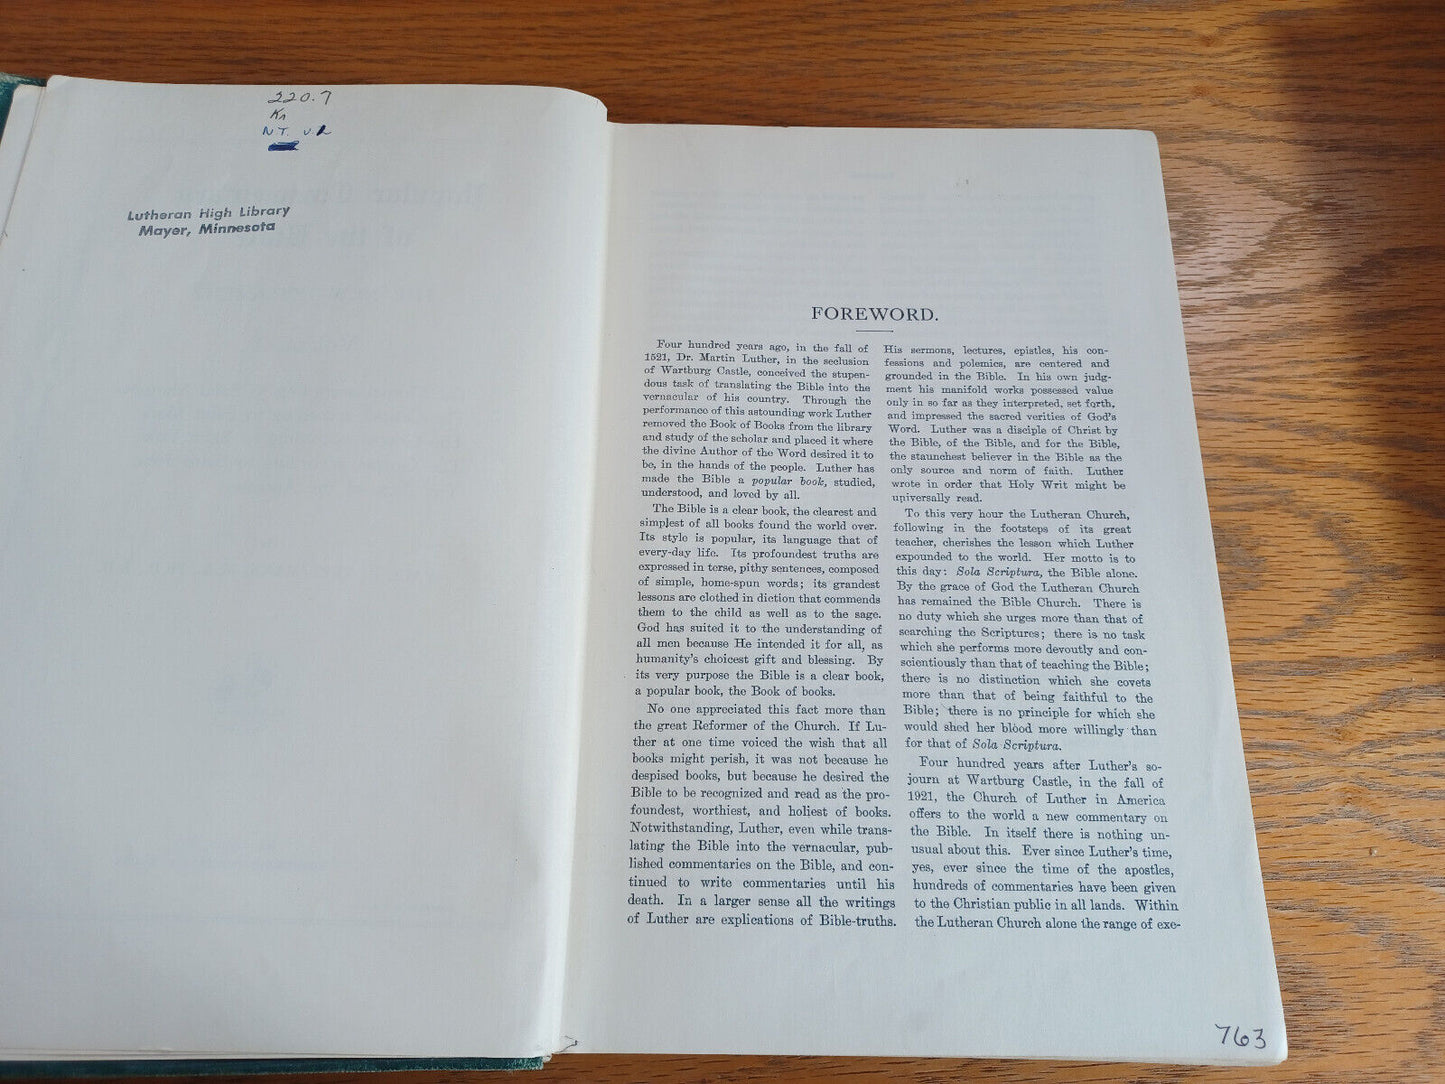 220.7
Kr
N T. v.2
Lutheran High Library
Mayer, Minnesota
FOREWORD.
Four hundred years ago, in the fall of
1521, Dr. Martin Luther, in the seclusion
of Wartburg Castle, conceived the stupen-
dous task of translating the Bible into the
vernacular of his country. Through the
performance of this astounding work Luther
removed the Book of Books from the library
and study of the scholar and placed it where
the divine Author of the Word desired it to
be, in the hands of the people. Luther has
made the Bible a popular book, studied,
understood, and loved by all.
The Bible is a clear book, the clearest and
simplest of all books found the world over.
Its style is popular, its language that of
every-day life. Its profoundest truths are
expressed in terse, pithy sentences, composed
of simple, home-spun words; its grandest
lessons are clothed in diction that commends
them to the child as well as to the sage.
God has suited it to the understanding of
all men because He intended it for all, as
humanity's choicest gift and blessing. By
its very purpose the Bible is a clear book,
a popular book, the Book of books.
No one appreciated this fact more than
the great Reformer of the Church. If Lu-
ther at one time voiced the wish that all
books might perish, it was not because he
despised books, but because he desired the
Bible to be recognized and read as the pro-
foundest, worthiest, and holiest of books.
Notwithstanding, Luther, even while trans-
lating the Bible into the vernacular, pub-
lished commentaries on the Bible, and con-
tinued to write commentaries until his
death. In a larger sense all the writings
of Luther are explications of Bible-truths.
His sermons, lectures, epistles, his con-
fessions and polemics, are centered and
grounded in the Bible. In his own judg-
ment his manifold works possessed value
only in so far as they interpreted, set forth,
and impressed the sacred verities of God's
Word. Luther was a disciple of Christ by
the Bible, of the Bible, and for the Bible,
the staunchest believer in the Bible as the
only source and norm of faith. Luther
wrote in order that Holy Writ might be
universally read.
To this very hour the Lutheran Church,
following in the footsteps of its great
teacher, cherishes the lesson which Luther
expounded to the world. Her motto is to
this day: Sola Scriptura, the Bible alone.
By the grace of God the Lutheran Church
has remained the Bible Church. There is
no duty which she urges more than that of
searching the Scriptures; there is no task
which she performs more devoutly and con-
scientiously than that of teaching the Bible;
there is no distinction which she covets
more than that of being faithful to the
Bible; there is no principle for which she
would shed her blood more willingly than
for that of Sola Scriptura.
Four hundred years after Luther's so-
journ at Wartburg Castle, in the fall of
1921, the Church of Luther in America
offers to the world a new commentary on
the Bible. In itself there is nothing un-
usual about this. Ever since Luther's time,
yes, ever since the time of the apostles,
hundreds of commentaries have been given
to the Christian public in all lands. Within
the Lutheran Church alone the range of exe-
763